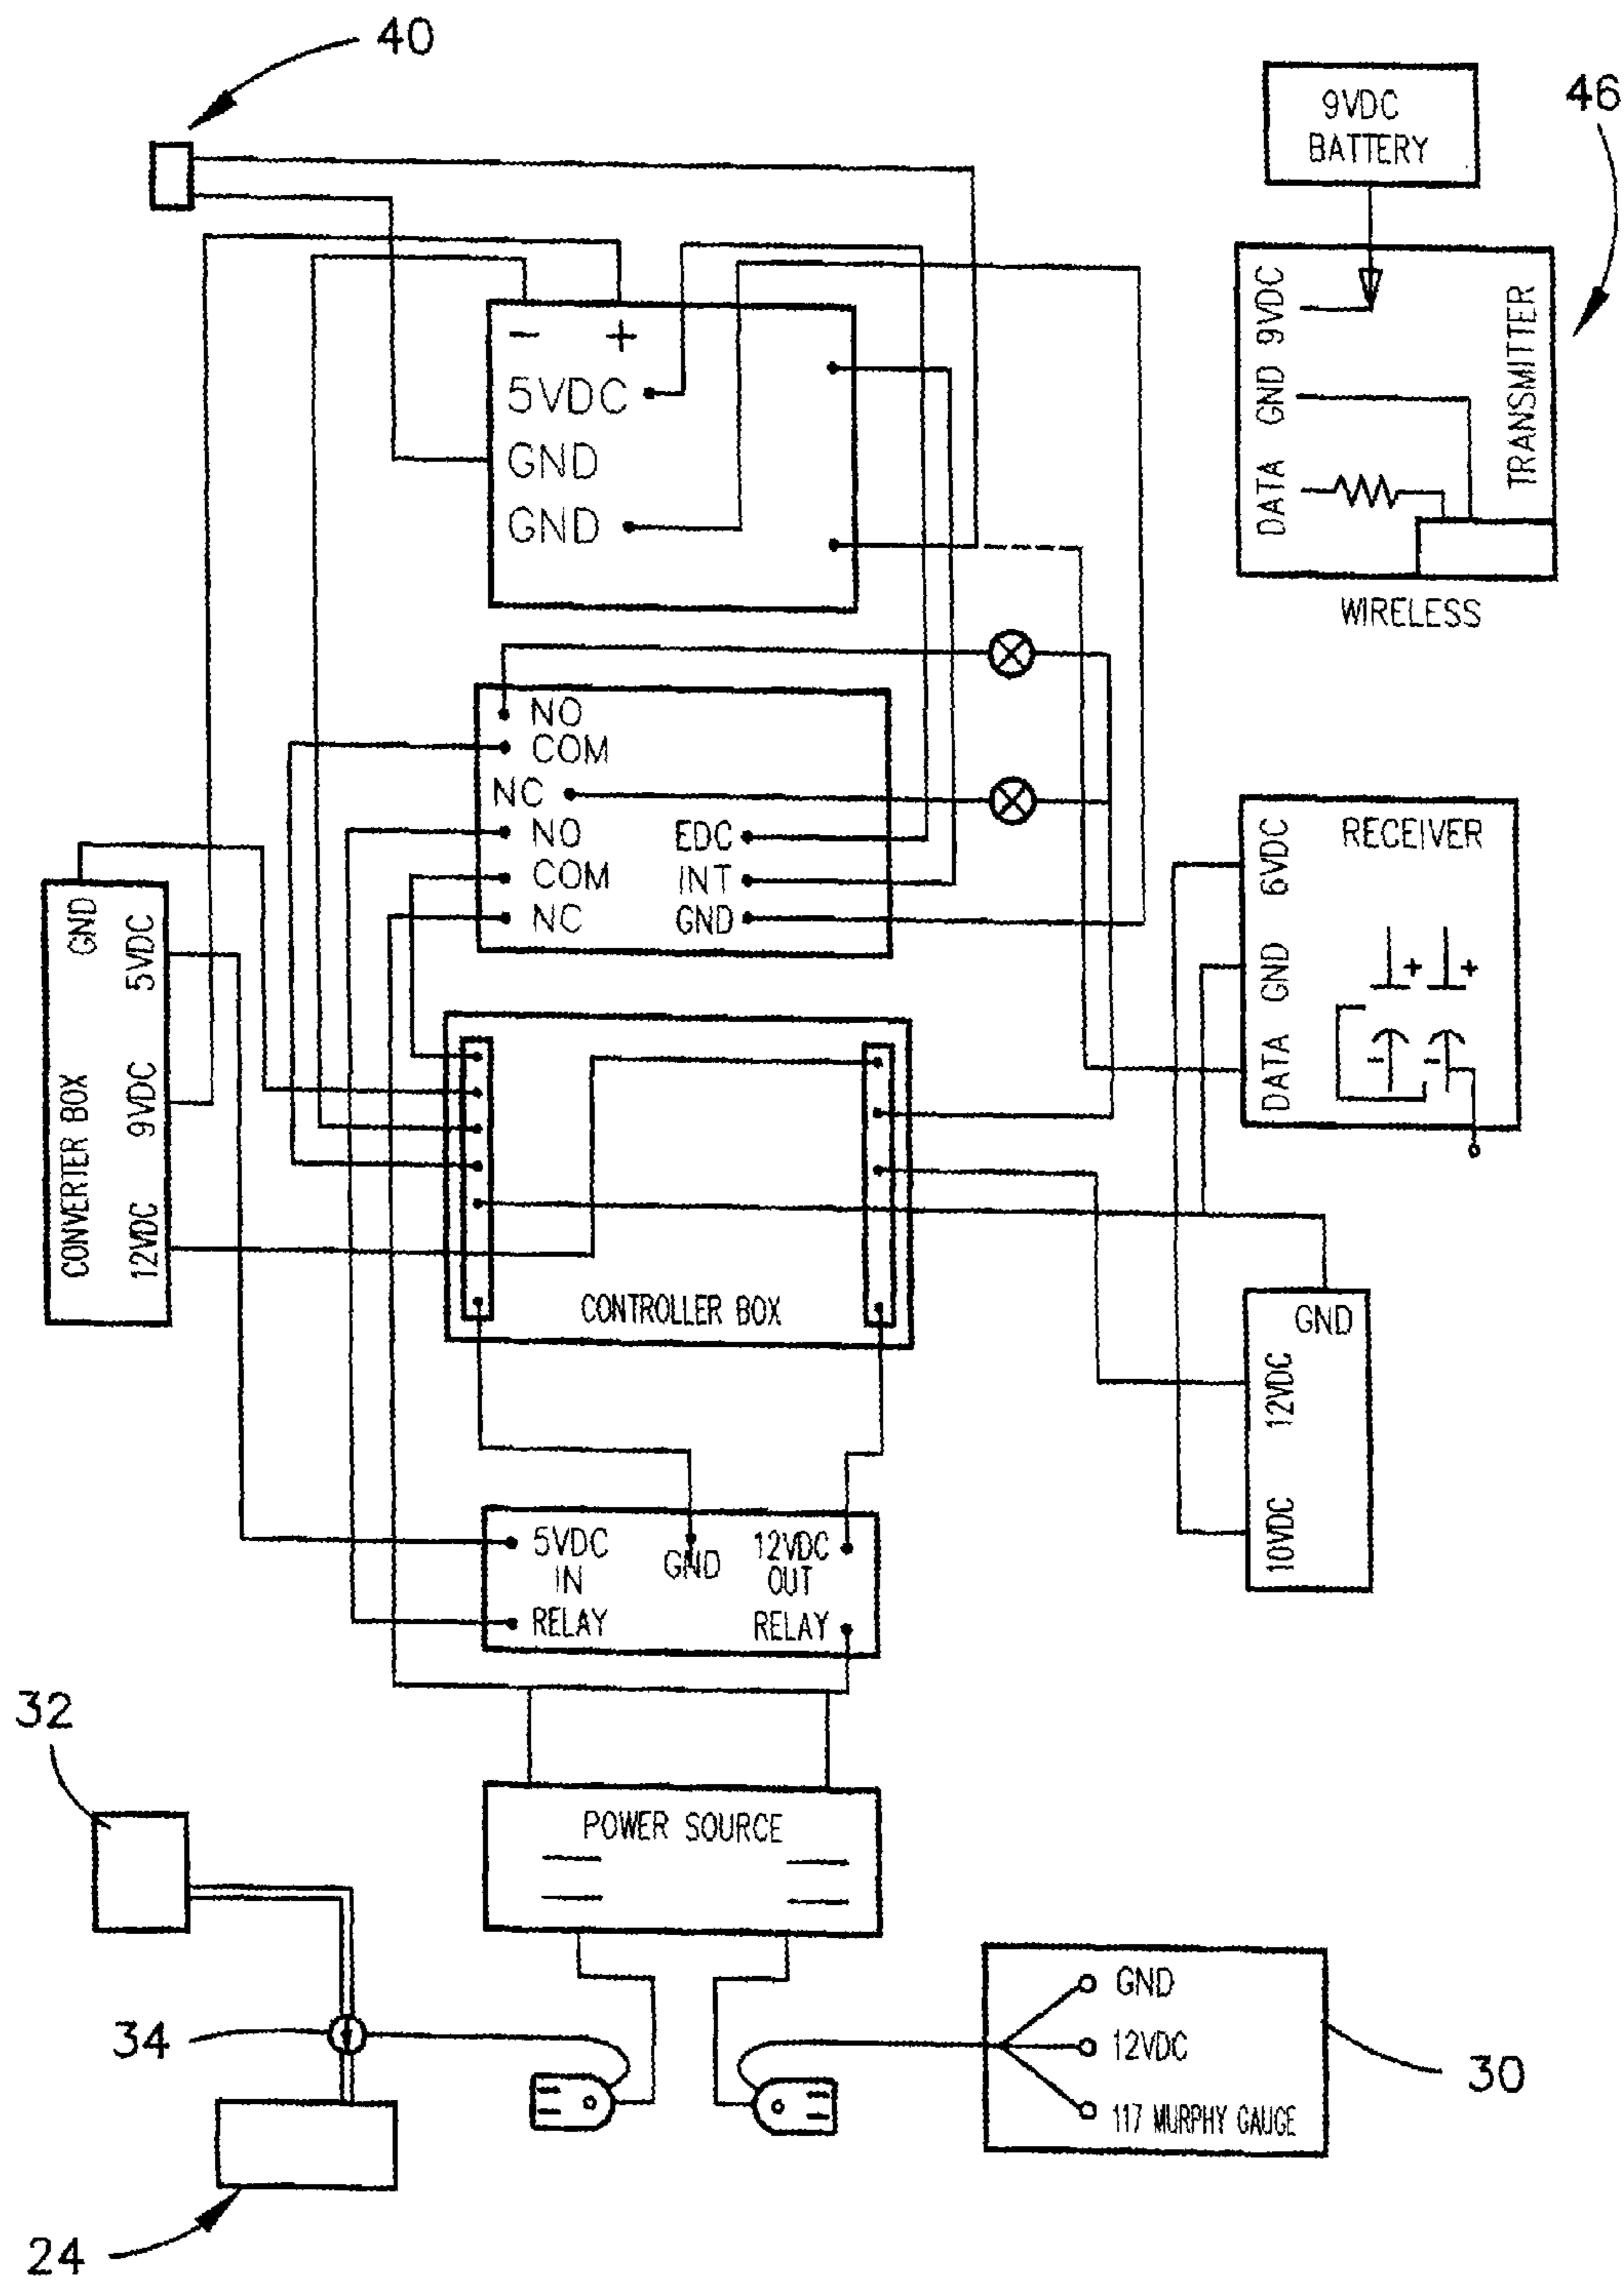 40
46
9VDC
BATTERY
9VDC
GND
DATA
TRANSMITTER
WIRELESS
- +
5VDC
GND
GND
NO
COM
NC
NO
COM
NC
EDC
INT
GND
GND
5VDC
9VDC
12VDC
CONVERTER BOX
RECEIVER
6VDC
GND
DATA
+ +
- -
CONTROLLER BOX
GND
12VDC
10VDC
5VDC
IN
RELAY
GND
12VDC
OUT
RELAY
POWER SOURCE
32
34
24
GND
12VDC
117 MURPHY GAUGE
30